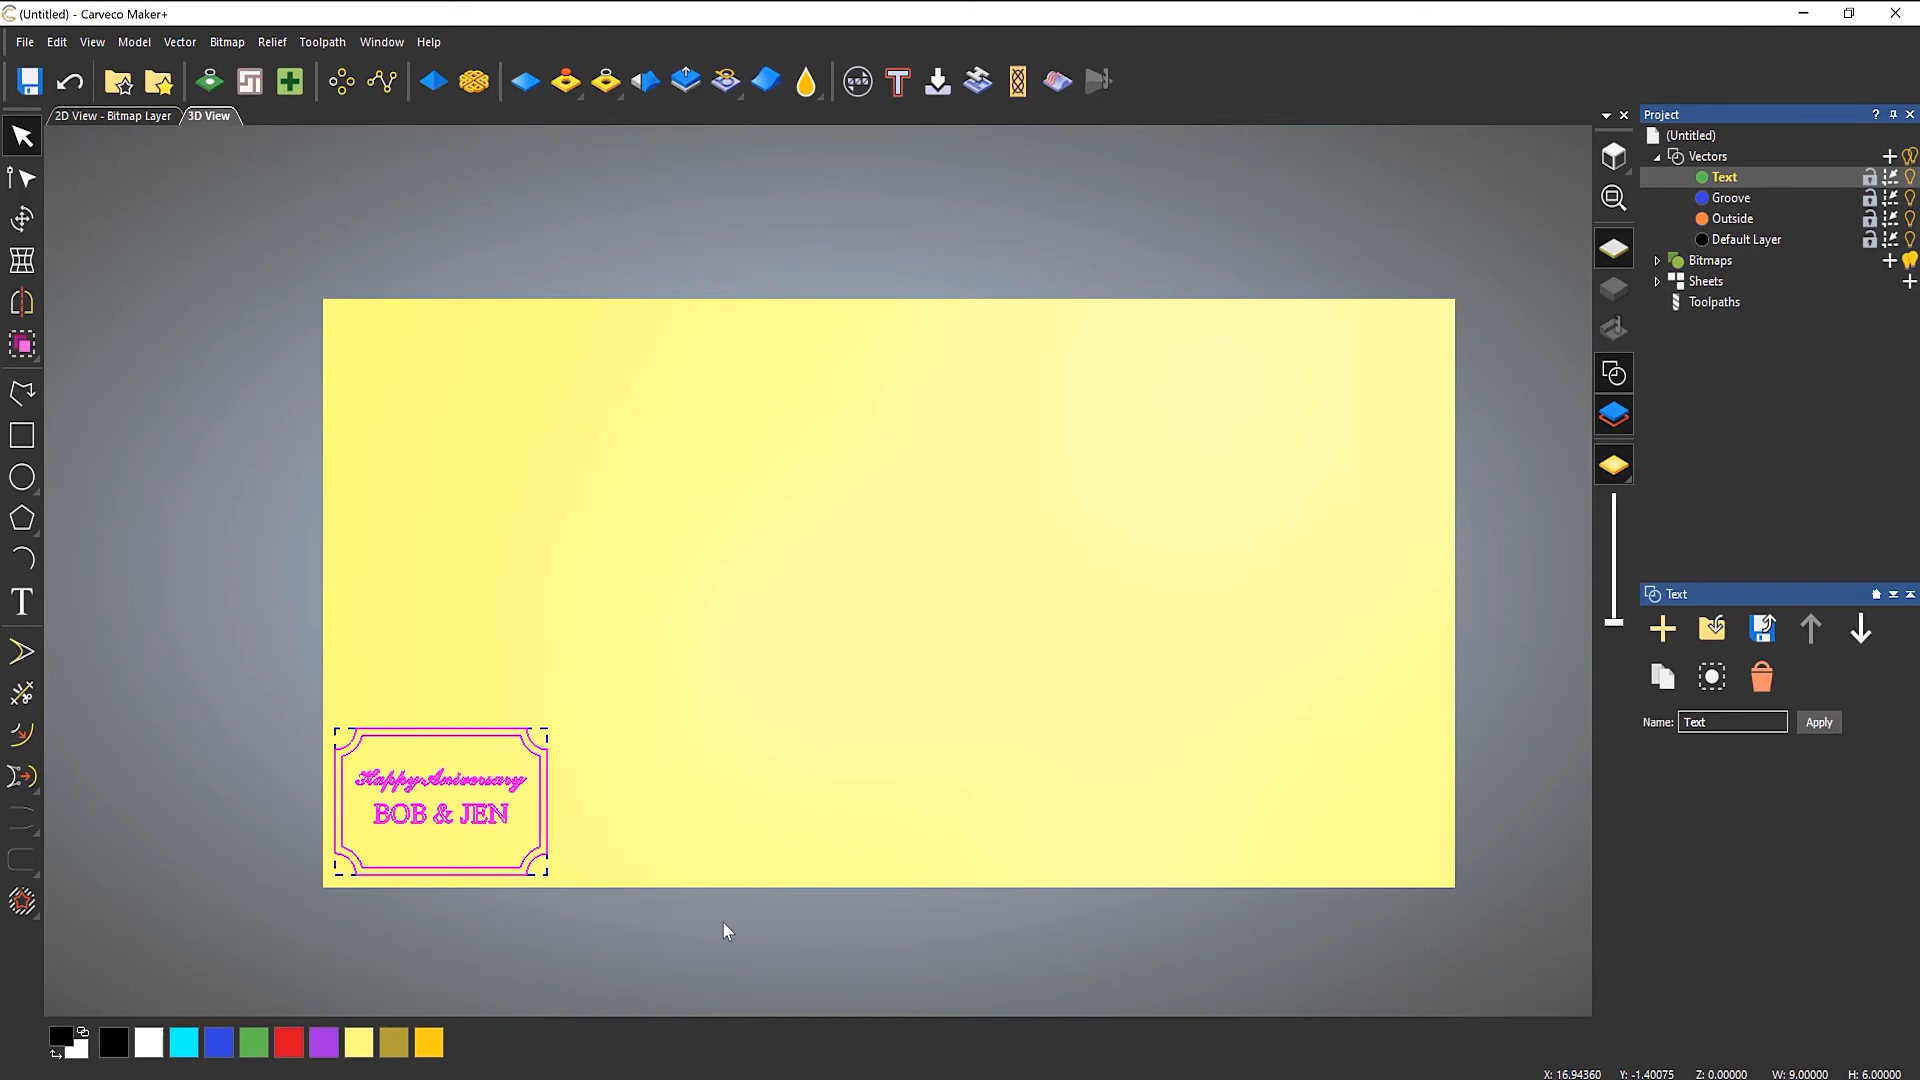 (Untitled) - Carveco Maker+
File Edit View Model Vector Bitmap Relief Toolpath Window Help
2D View - Bitmap Layer 3D View
Project
(Untitled)
Vectors
Text
Groove
Outside
Default Layer
Bitmaps
Sheets
Toolpaths
Happy Aniversary
BOB & JEN
Text
Name: Text Apply
X: 16.94360 Y: -1.40075 Z: 0.00000 W: 9.00000 H: 6.00000